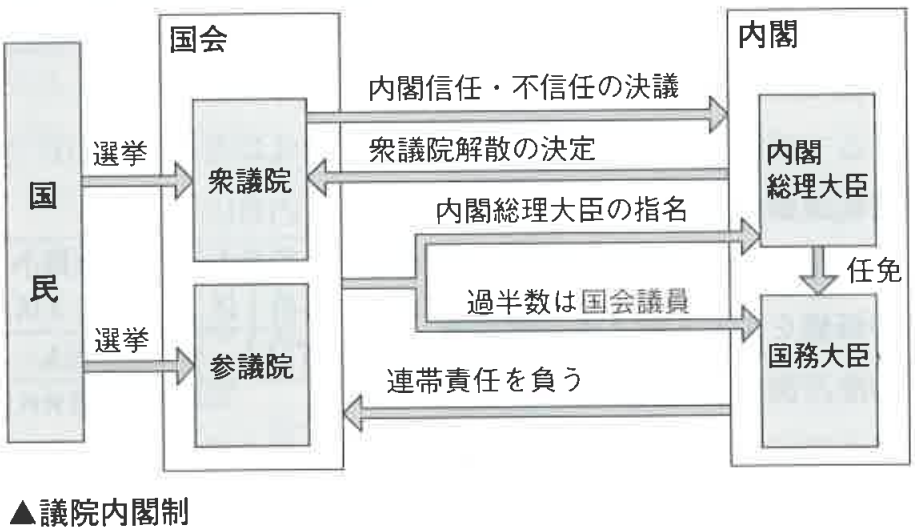 国会
内閣
内閣信任・不信任の決議
選挙
衆議院解散の決定
衆議院
内閣
総理大臣
国
民
内閣総理大臣の指名
任免
過半数は国会議員
選挙
参議院
国務大臣
連帯責任を負う
▲議院内閣制